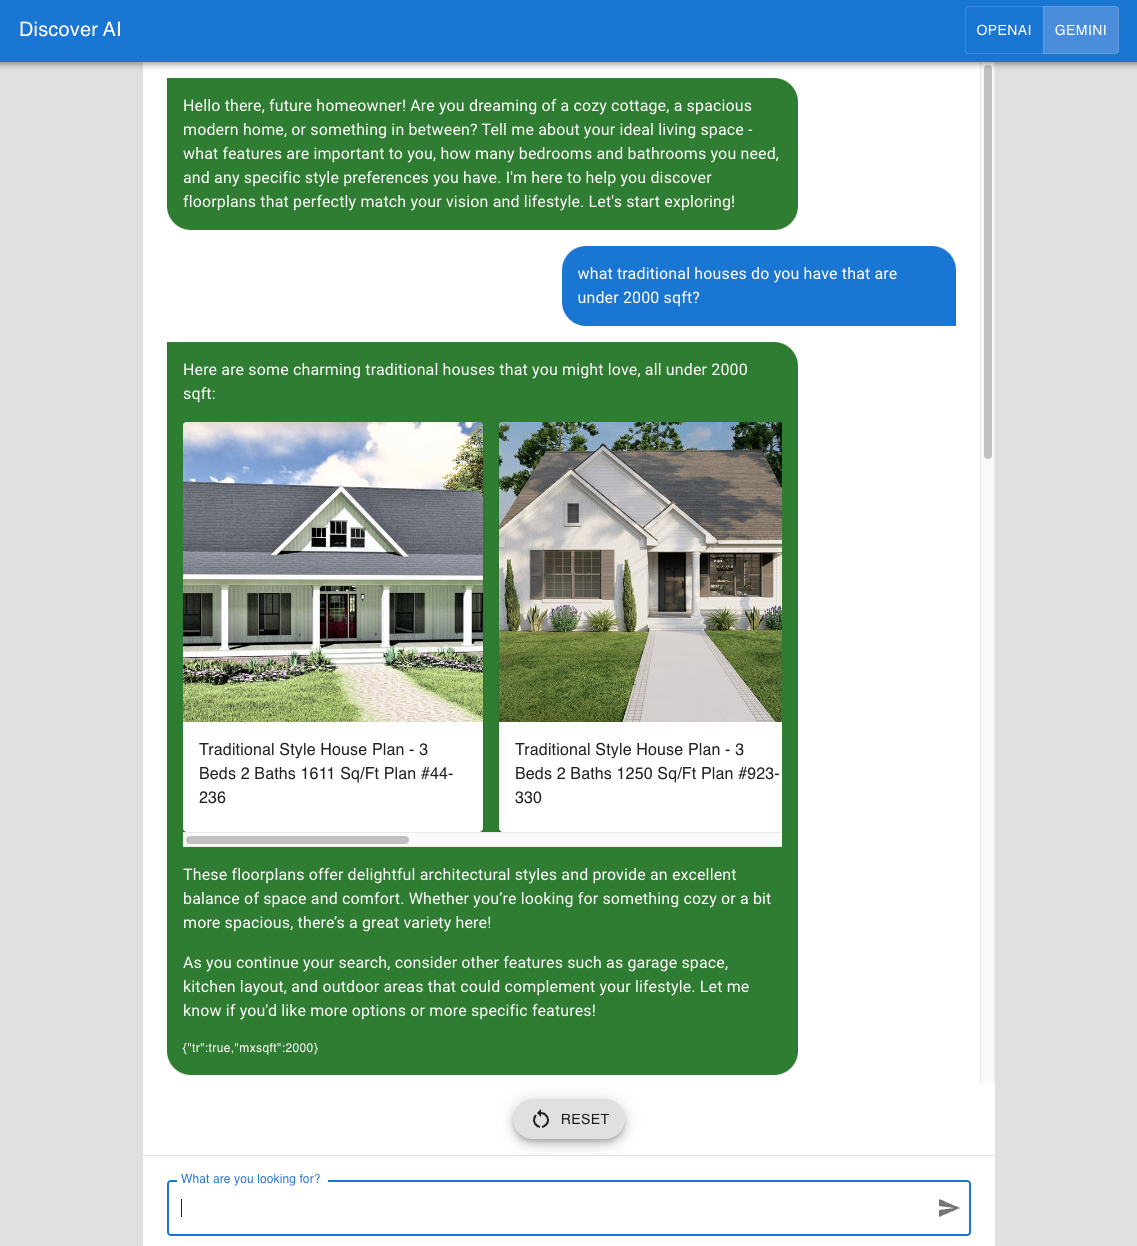 Discover AI
OPENAI
GEMINI
Hello there, future homeowner! Are you dreaming of a cozy cottage, a spacious
modern home, or something in between? Tell me about your ideal living space -
what features are important to you, how many bedrooms and bathrooms you need,
and any specific style preferences you have. I'm here to help you discover
floorplans that perfectly match your vision and lifestyle. Let's start exploring!
what traditional houses do you have that are
under 2000 sqft?
Here are some charming traditional houses that you might love, all under 2000
sqft:
Traditional Style House Plan - 3
Beds 2 Baths 1611 Sq/Ft Plan #44-
236
Traditional Style House Plan - 3
Beds 2 Baths 1250 Sq/Ft Plan #923-
330
These floorplans offer delightful architectural styles and provide an excellent
balance of space and comfort. Whether you’re looking for something cozy or a bit
more spacious, there’s a great variety here!
As you continue your search, consider other features such as garage space,
kitchen layout, and outdoor areas that could complement your lifestyle. Let me
know if you'd like more options or more specific features!
{"tr":true,"mxsqft":2000}
RESET
What are you looking for?